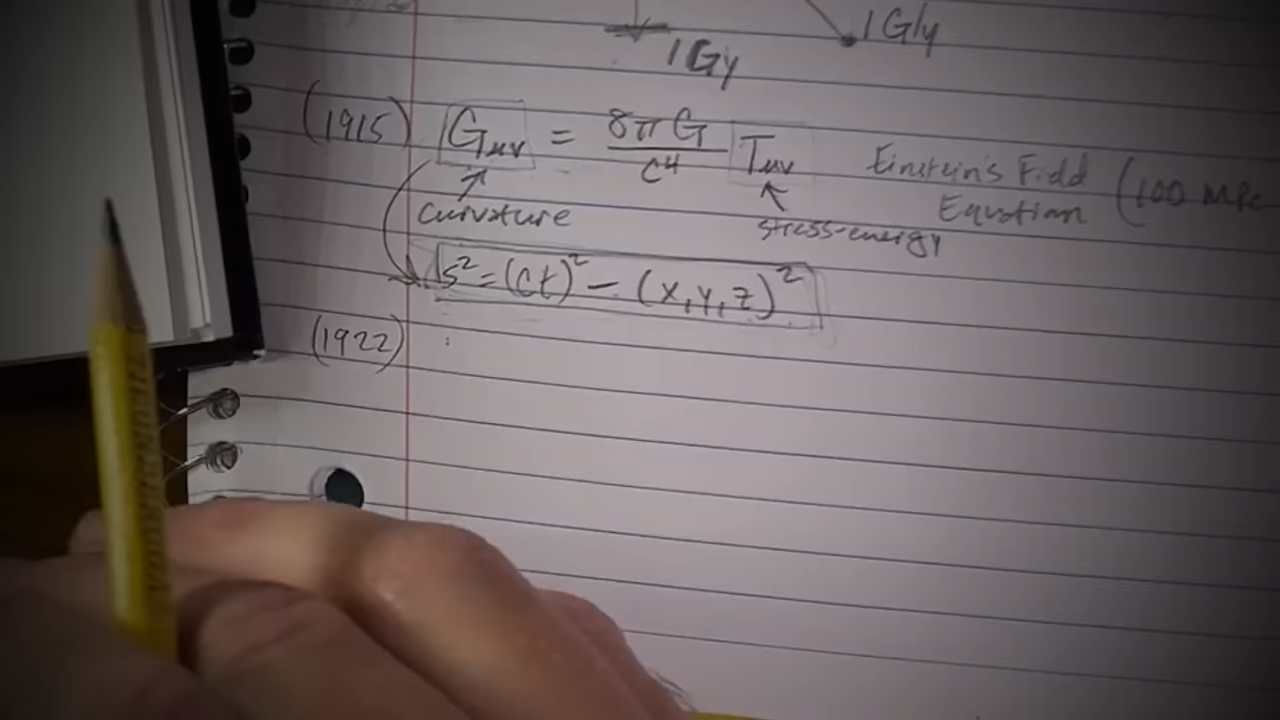 1 Gly
1 Gy
(1915) Gμν = 8πG / c⁴ Tμν Einstein's Field
Equation (100 MPc
curvature
stress-energy
s² = (ct)² − (x,y,z)²
(1922)